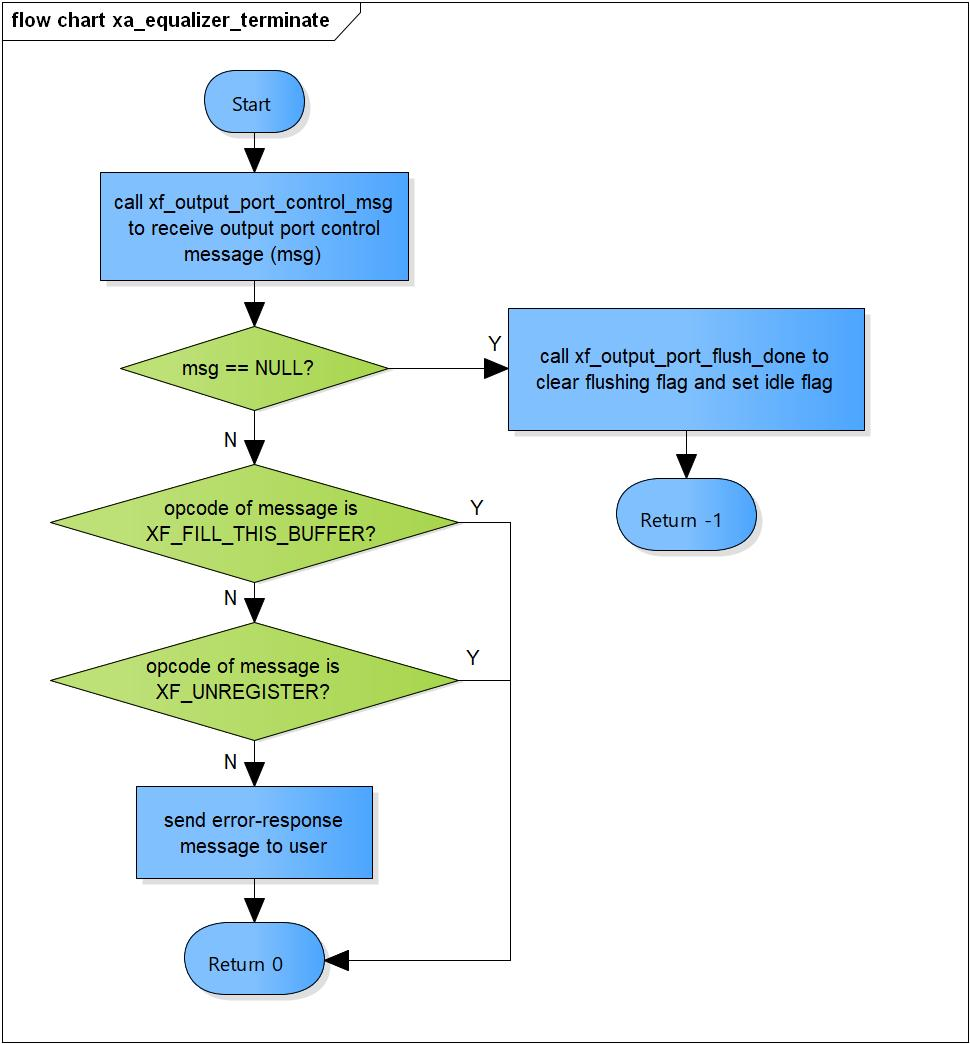 flow chart xa_equalizer_terminate
Start
call xf_output_port_control_msg
to receive output port control
message (msg)
msg == NULL?
Y
call xf_output_port_flush_done to
clear flushing flag and set idle flag
Return -1
N
opcode of message is
XF_FILL_THIS_BUFFER?
Y
N
opcode of message is
XF_UNREGISTER?
Y
N
send error-response
message to user
Return 0